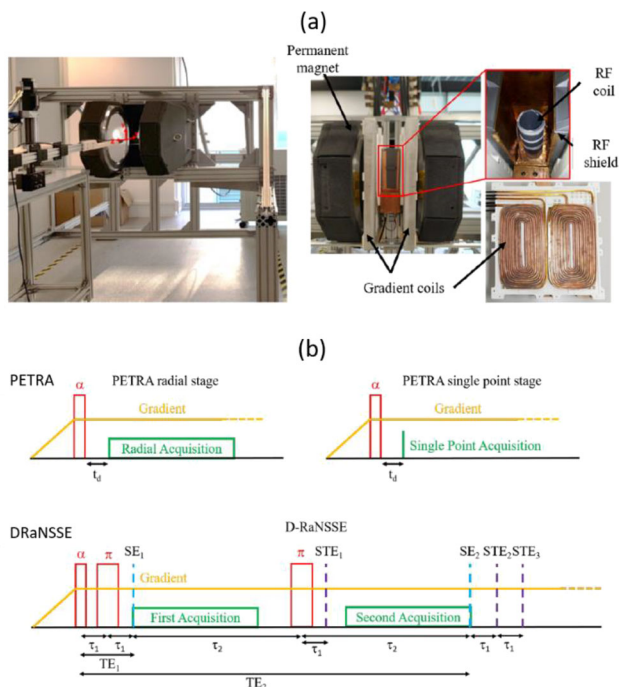 (a)
Permanent
magnet
RF
coil
RF
shield
Gradient coils
(b)
PETRA
PETRA radial stage
PETRA single point stage
α
α
Gradient
Gradient
Radial Acquisition
Single Point Acquisition
t_d
t_d
DRaNSSE
D-RaNSSE
α
π
SE₁
π
STE₁
SE₂
STE₂
STE₃
Gradient
First Acquisition
Second Acquisition
τ₁
τ₁
τ₂
τ₁
τ₂
τ₁
τ₁
TE₁
TE₂